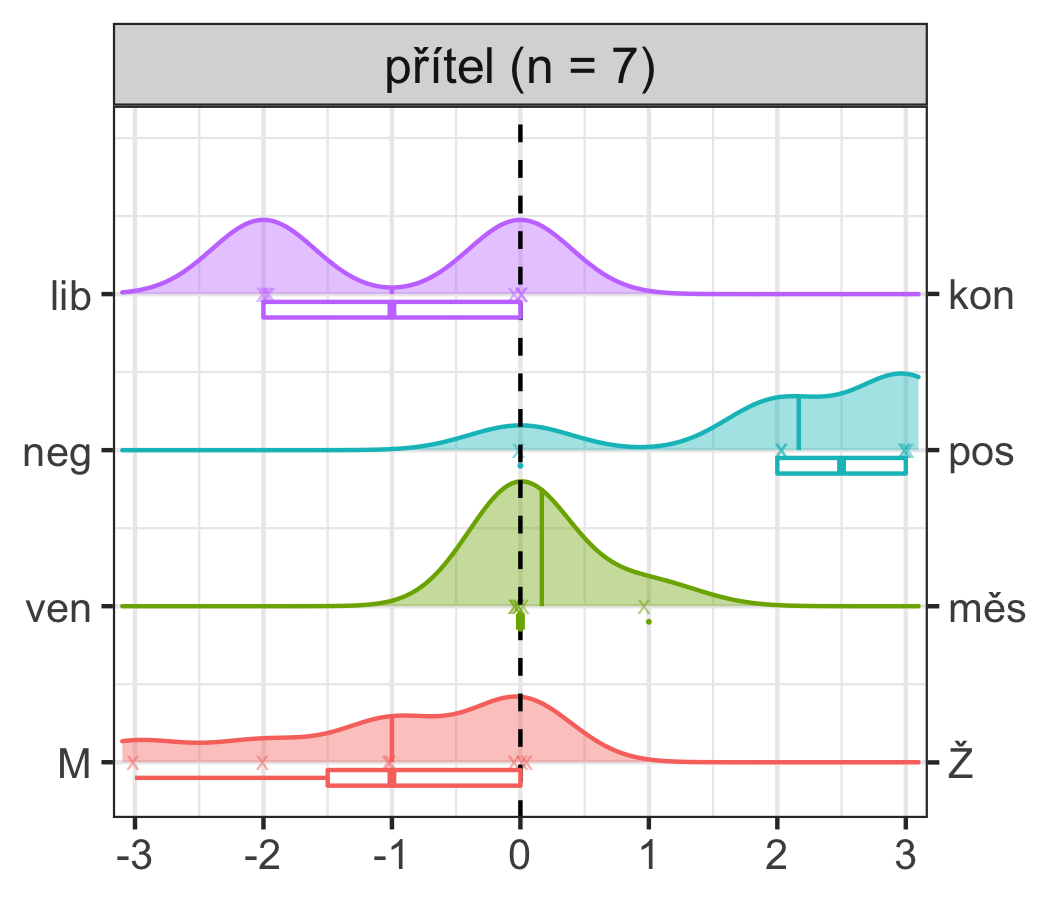 přítel (n = 7)
lib kon
neg pos
ven měs
M Ž
-3 -2 -1 0 1 2 3